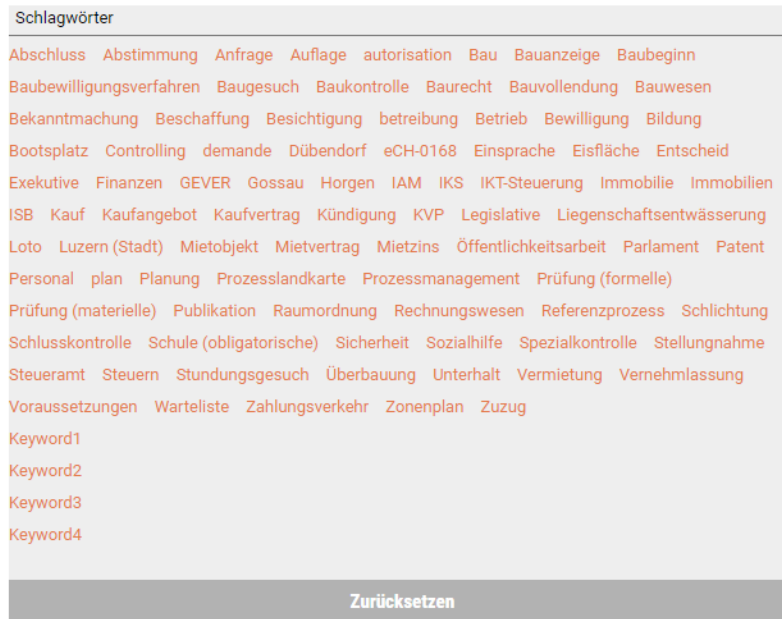 Schlagwörter
Abschluss Abstimmung Anfrage Auflage autorisation Bau Bauanzeige Baubeginn
Baubewilligungsverfahren Baugesuch Baukontrolle Baurecht Bauvollendung Bauwesen
Bekanntmachung Beschaffung Besichtigung betreibung Betrieb Bewilligung Bildung
Bootsplatz Controlling demande Dübendorf eCH-0168 Einsprache Eisfläche Entscheid
Exekutive Finanzen GEVER Gossau Horgen IAM IKS IKT-Steuerung Immobilie Immobilien
ISB Kauf Kaufangebot Kaufvertrag Kündigung KVP Legislative Liegenschaftsentwässerung
Loto Luzern (Stadt) Mietobjekt Mietvertrag Mietzins Öffentlichkeitsarbeit Parlament Patent
Personal plan Planung Prozesslandkarte Prozessmanagement Prüfung (formelle)
Prüfung (materielle) Publikation Raumordnung Rechnungswesen Referenzprozess Schlichtung
Schlusskontrolle Schule (obligatorische) Sicherheit Sozialhilfe Spezialkontrolle Stellungnahme
Steueramt Steuern Stundungsgesuch Überbauung Unterhalt Vermietung Vernehmlassung
Voraussetzungen Warteliste Zahlungsverkehr Zonenplan Zuzug
Keyword1
Keyword2
Keyword3
Keyword4
Zurücksetzen